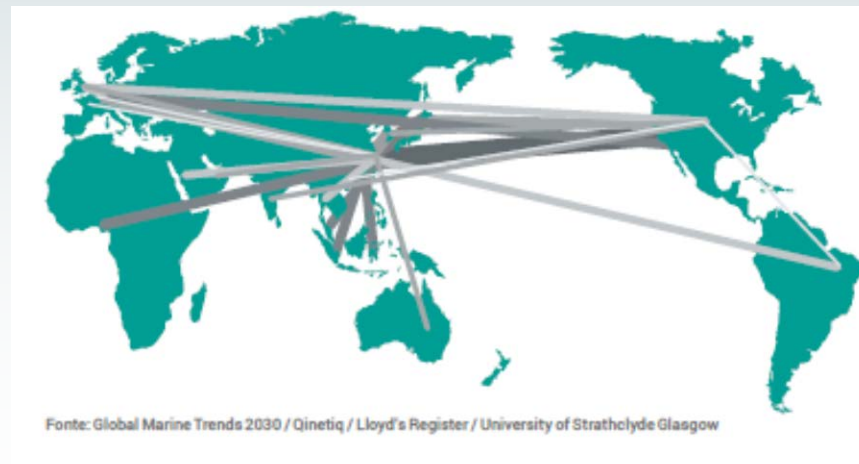 Fonte: Global Marine Trends 2030 / Qinetiq / Lloyd's Register / University of Strathclyde Glasgow